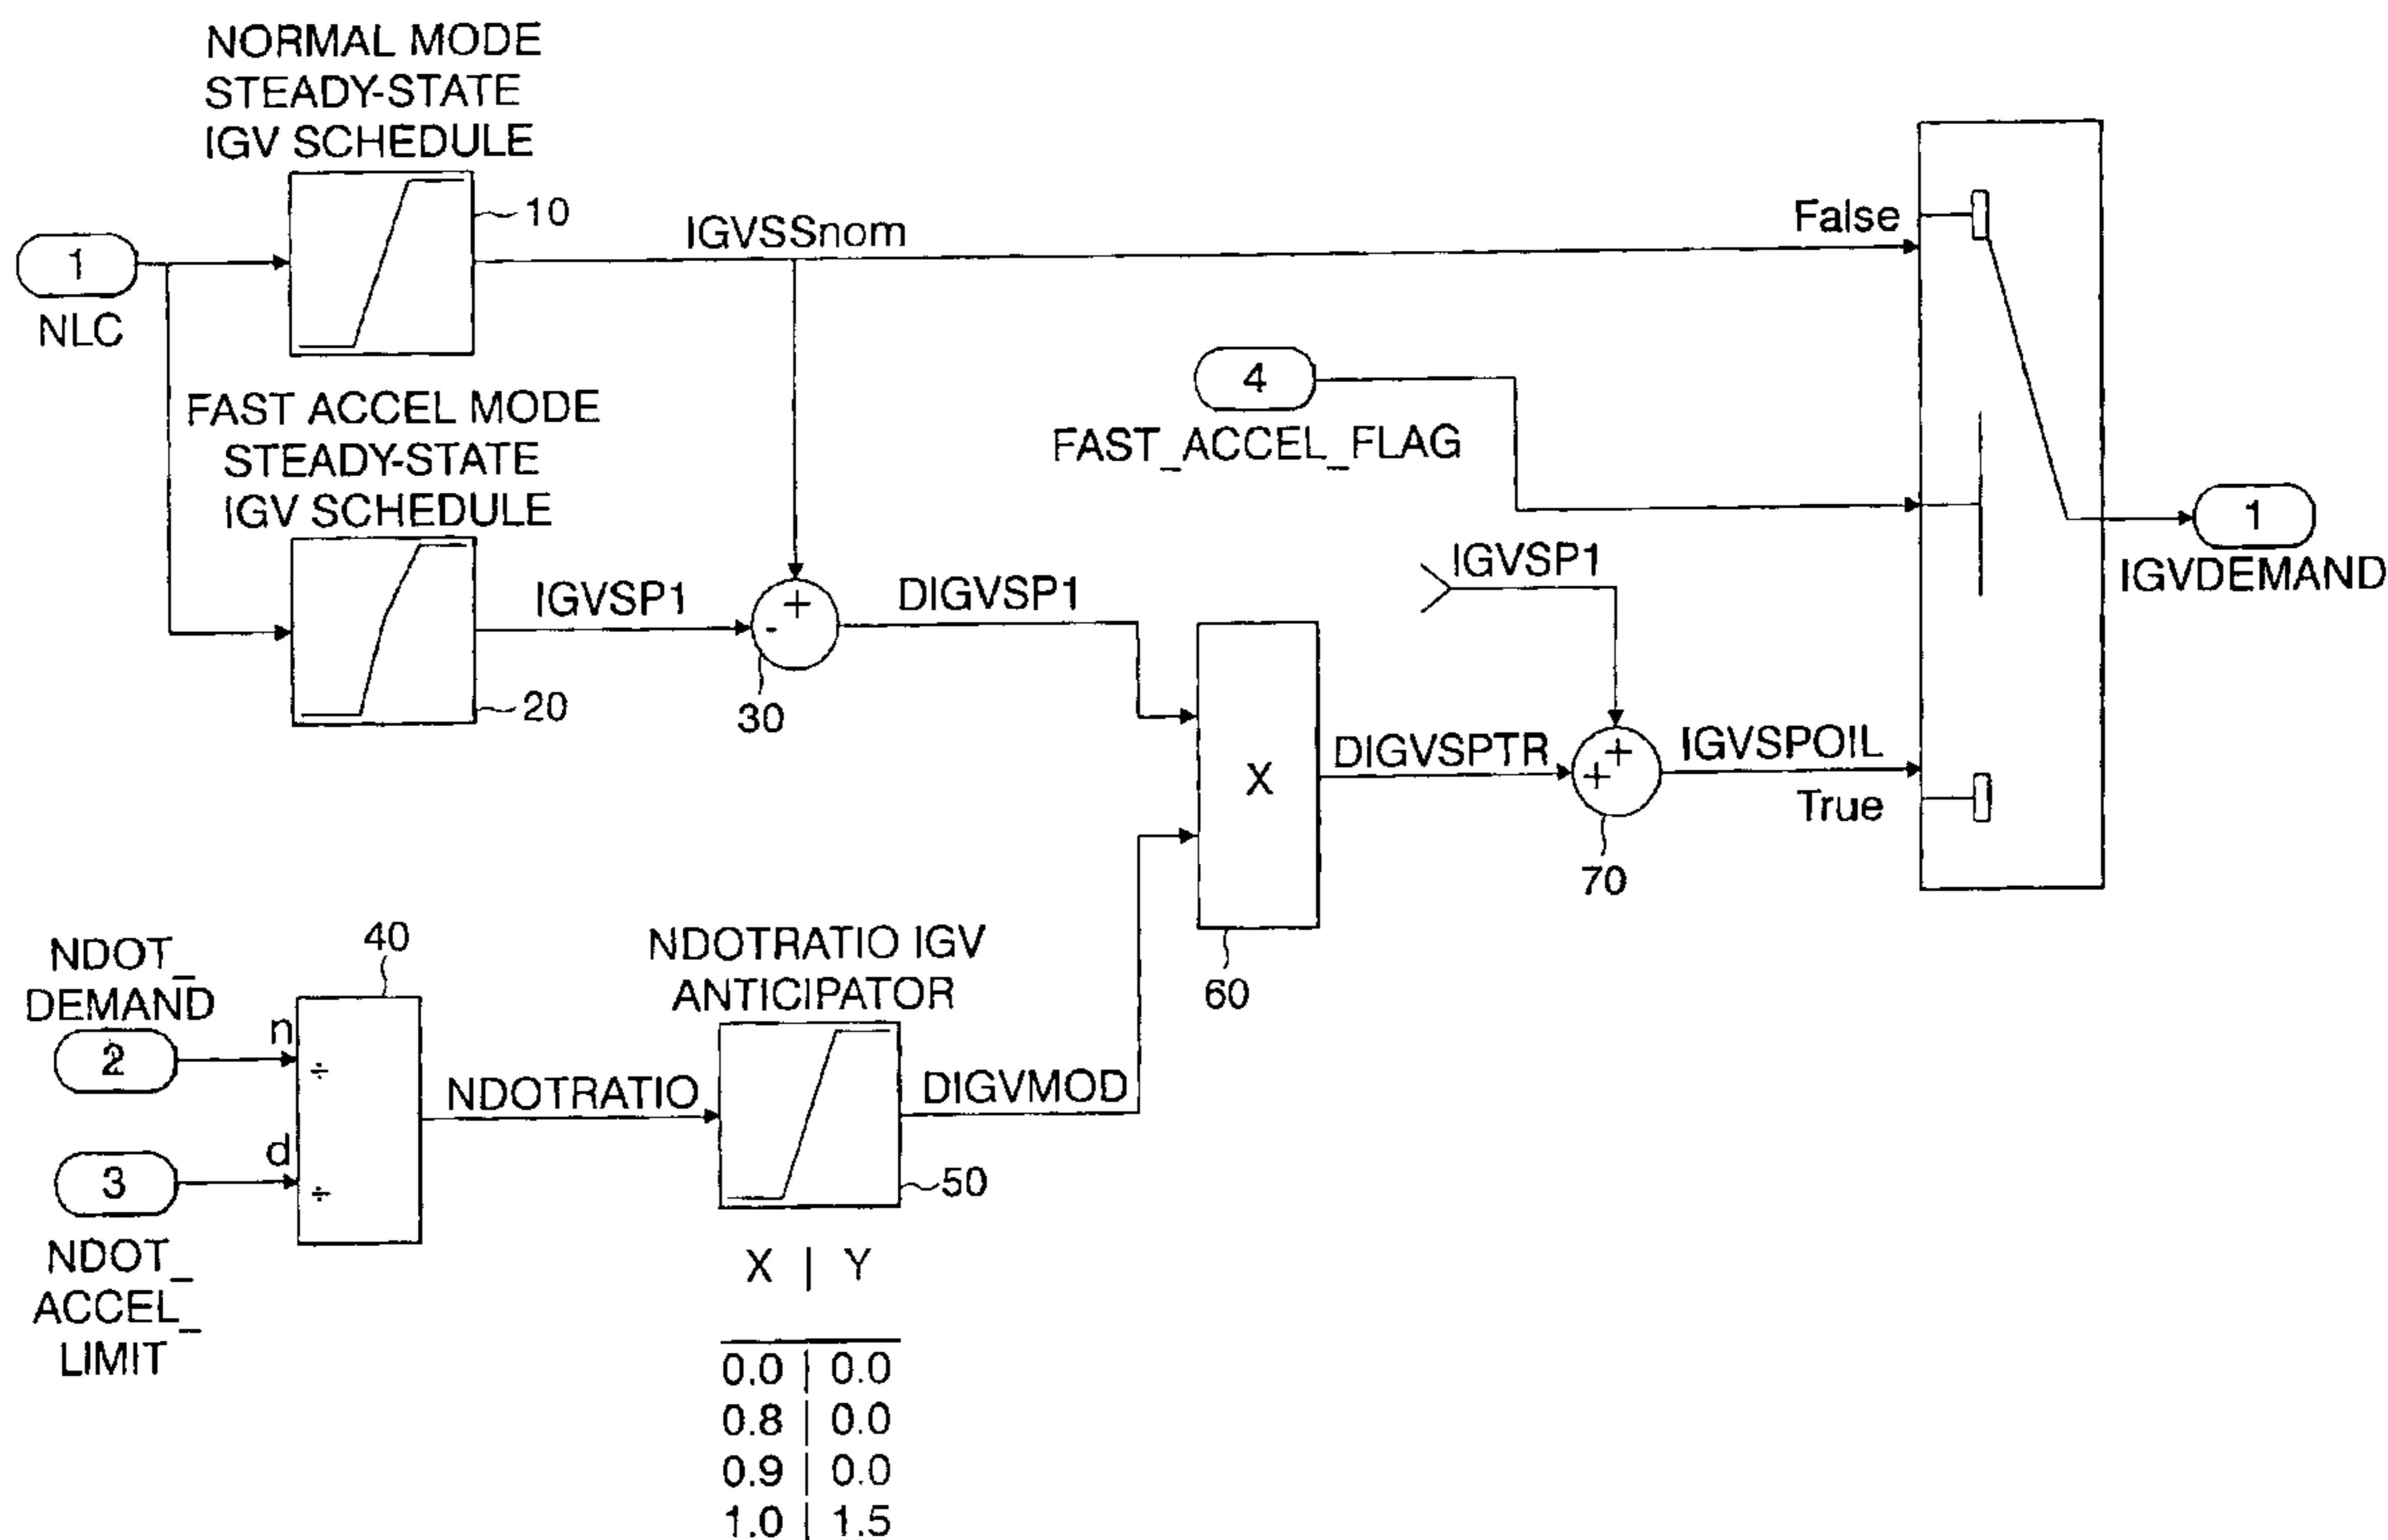 NORMAL MODE
STEADY-STATE
IGV SCHEDULE
10
1
NLC
IGVSSnom
False
4
FAST_ACCEL_FLAG
FAST ACCEL MODE
STEADY-STATE
IGV SCHEDULE
20
IGVSP1
+
-
30
DIGVSP1
IGVSP1
1
IGVDEMAND
X
60
DIGVSPTR
+
+
70
IGVSPOIL
True
NDOT_
DEMAND
2
n
÷
40
3
d
÷
NDOT_
ACCEL_
LIMIT
NDOTRATIO
NDOTRATIO IGV
ANTICIPATOR
50
DIGVMOD
X | Y
0.0 | 0.0
0.8 | 0.0
0.9 | 0.0
1.0 | 1.5